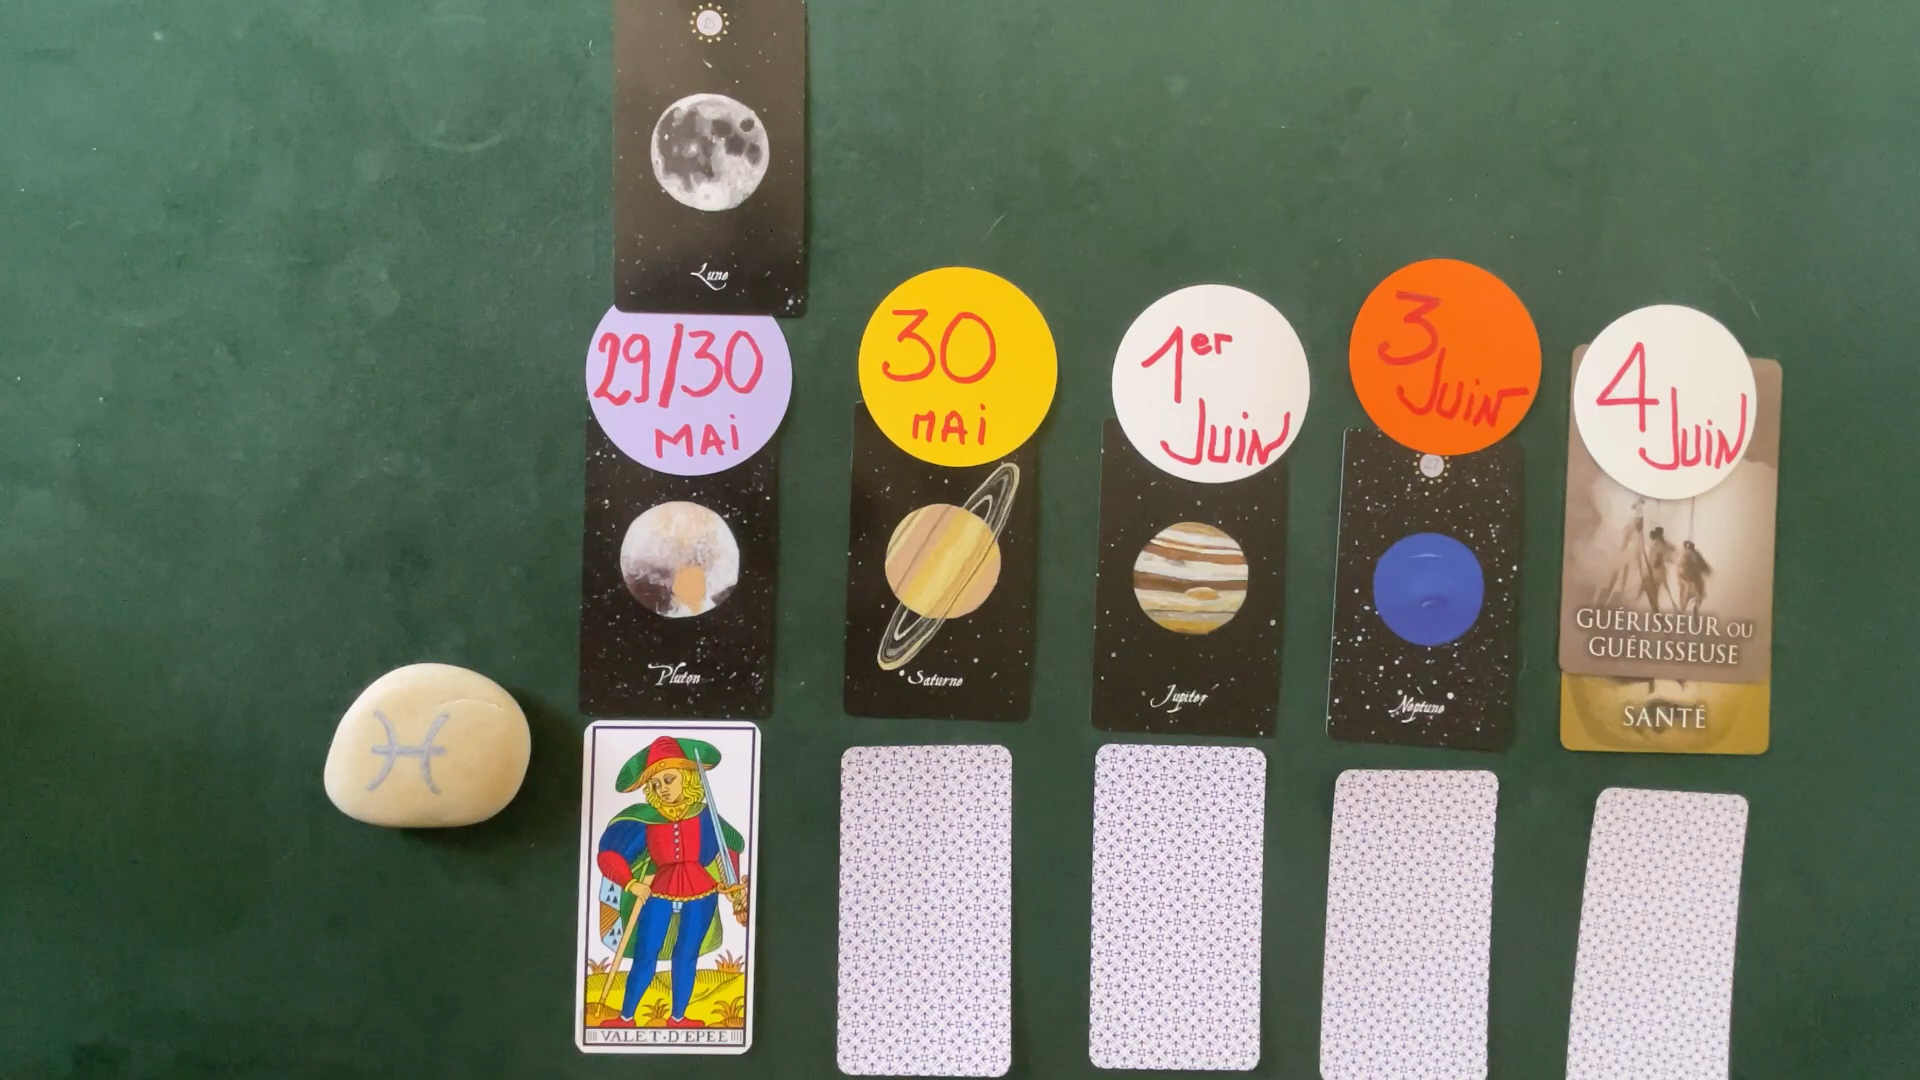 Lune
29/30
MAi
30
MAi
1er
JUiN
3
JUiN
27
4
JUiN
Pluton
Saturne
Jupiter
Neptune
GUÉRISSEUR OU
GUÉRISSEUSE
SANTÉ
VALET·D'EPEE